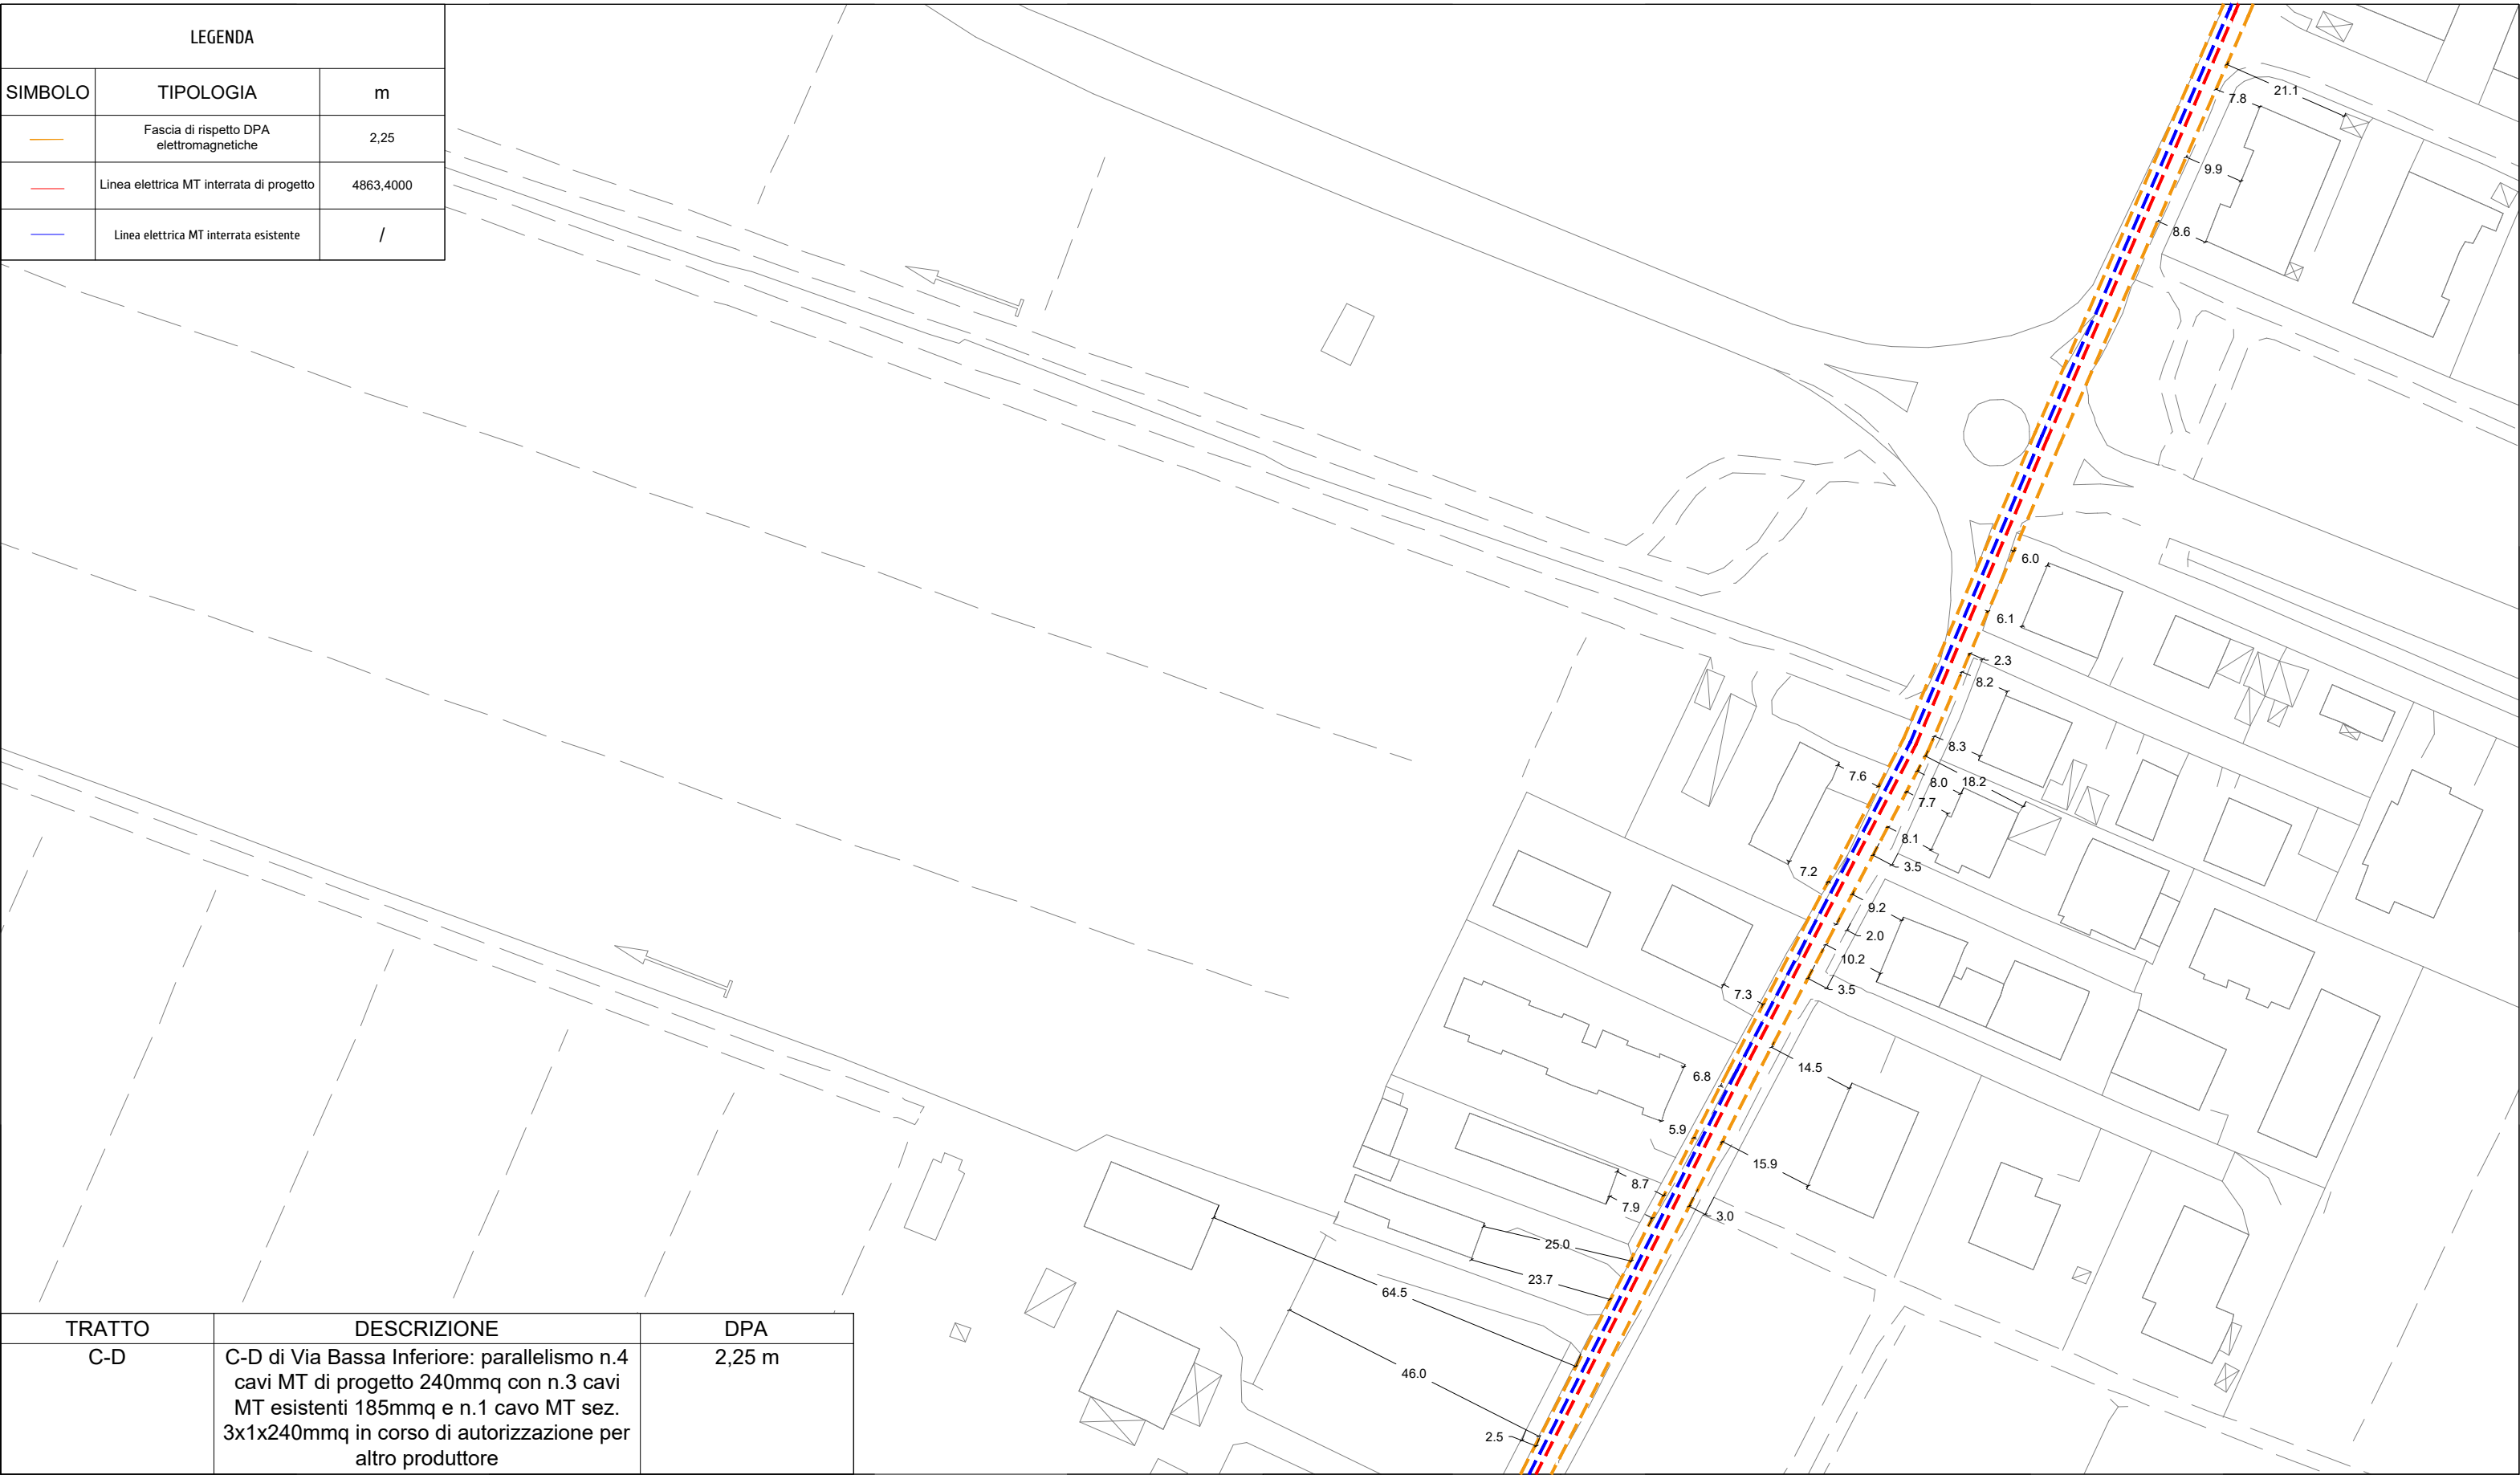 LEGENDA
SIMBOLO TIPOLOGIA m
Fascia di rispetto DPA
elettromagnetiche
2,25
Linea elettrica MT interrata di progetto 4863,4000
Linea elettrica MT interrata esistente /
21.1
7.8
9.9
8.6
6.0
6.1
2.3
8.2
8.3
7.6
8.0
18.2
7.7
8.1
3.5
7.2
9.2
2.0
10.2
3.5
7.3
14.5
6.8
5.9
15.9
8.7
7.9
3.0
25.0
23.7
64.5
46.0
2.5
TRATTO DESCRIZIONE DPA
C-D C-D di Via Bassa Inferiore: parallelismo n.4 2,25 m
cavi MT di progetto 240mmq con n.3 cavi
MT esistenti 185mmq e n.1 cavo MT sez.
3x1x240mmq in corso di autorizzazione per
altro produttore